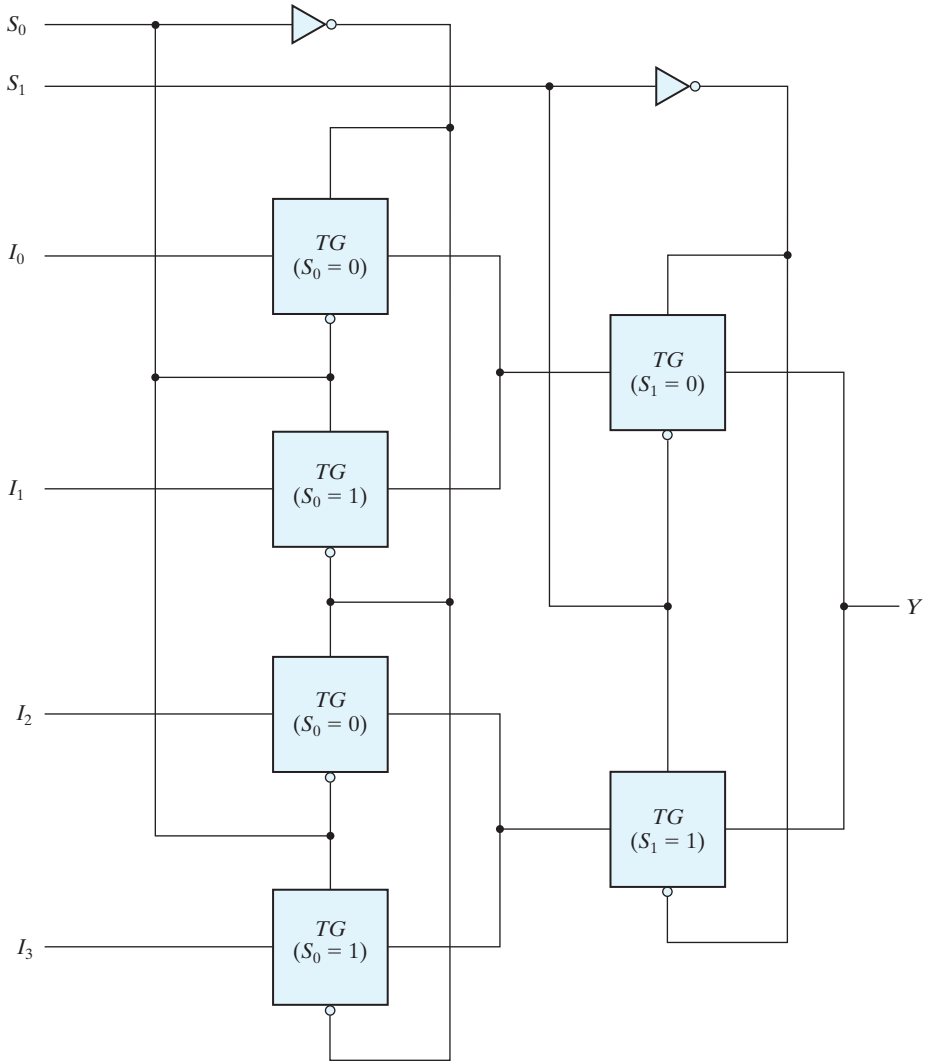 S₀
S₁
I₀
TG
(S₀ = 0)
TG
(S₁ = 0)
I₁
TG
(S₀ = 1)
Y
I₂
TG
(S₀ = 0)
TG
(S₁ = 1)
I₃
TG
(S₀ = 1)